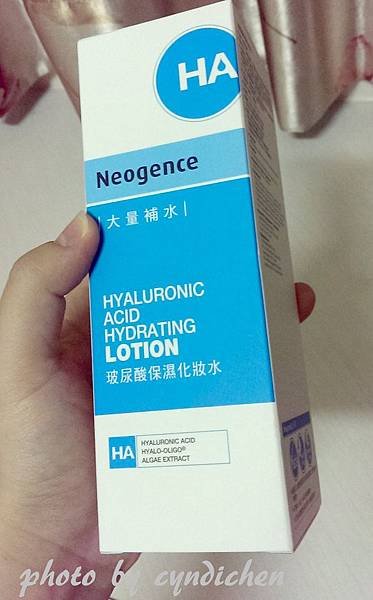 HA
Neogence
|大量補水|
HYALURONIC
ACID
HYDRATING
LOTION
玻尿酸保濕化妝水
HA
HYALURONIC ACID
HYALO-OLIGO®
ALGAE EXTRACT
photo by cyndichen